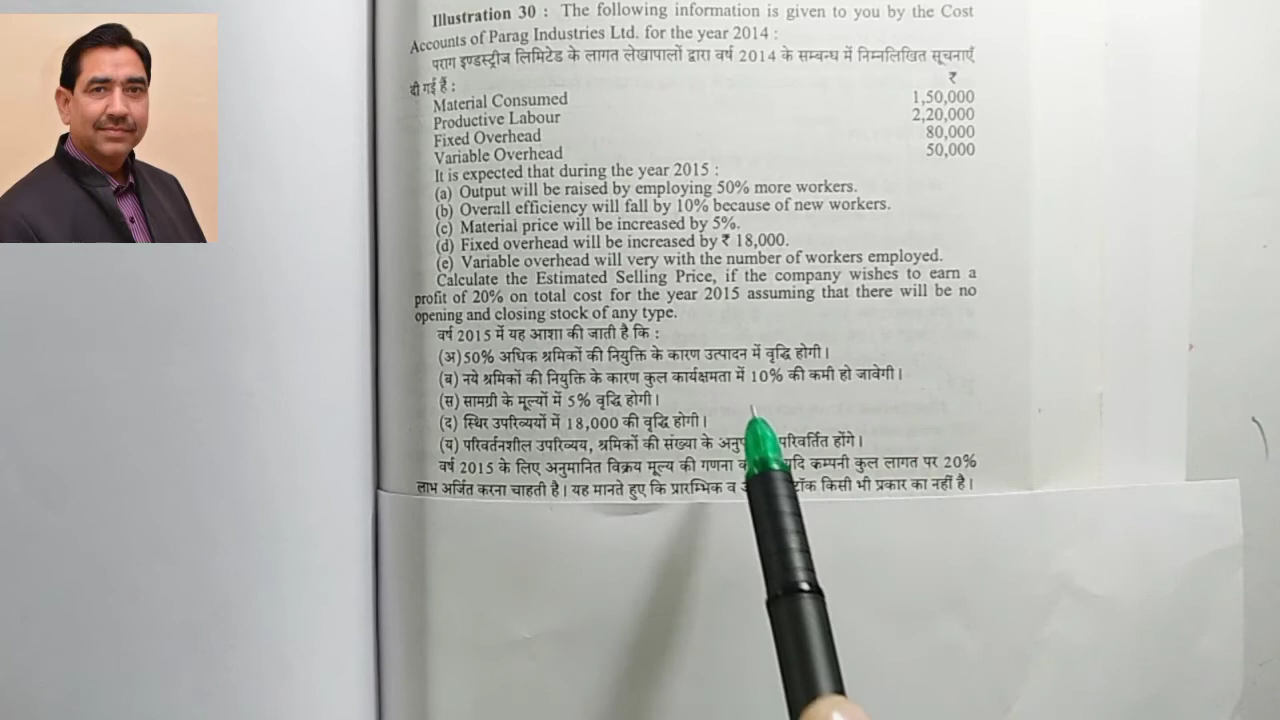 Illustration 30 : The following information is given to you by the Cost
Accounts of Parag Industries Ltd. for the year 2014 :
पराग इण्डस्ट्रीज लिमिटेड के लागत लेखापालों द्वारा वर्ष 2014 के सम्बन्ध में निम्नलिखित सूचनाएँ
दी गई हैं :
₹
Material Consumed 1,50,000
Productive Labour 2,20,000
Fixed Overhead 80,000
Variable Overhead 50,000
It is expected that during the year 2015 :
(a) Output will be raised by employing 50% more workers.
(b) Overall efficiency will fall by 10% because of new workers.
(c) Material price will be increased by 5%.
(d) Fixed overhead will be increased by ₹ 18,000.
(e) Variable overhead will very with the number of workers employed.
Calculate the Estimated Selling Price, if the company wishes to earn a
profit of 20% on total cost for the year 2015 assuming that there will be no
opening and closing stock of any type.
वर्ष 2015 में यह आशा की जाती है कि :
(अ) 50% अधिक श्रमिकों की नियुक्ति के कारण उत्पादन में वृद्धि होगी।
(ब) नये श्रमिकों की नियुक्ति के कारण कुल कार्यक्षमता में 10% की कमी हो जावेगी।
(स) सामग्री के मूल्यों में 5% वृद्धि होगी।
(द) स्थिर उपरिव्ययों में 18,000 की वृद्धि होगी।
(य) परिवर्तनशील उपरिव्यय, श्रमिकों की संख्या के परिवर्तित होंगे।
वर्ष 2015 के लिए अनुमानित विक्रय मूल्य की गणना यदि कम्पनी कुल लागत पर 20%
लाभ अर्जित करना चाहती है। यह मानते हुए कि प्रारम्भिक व किसी भी प्रकार का नहीं है।